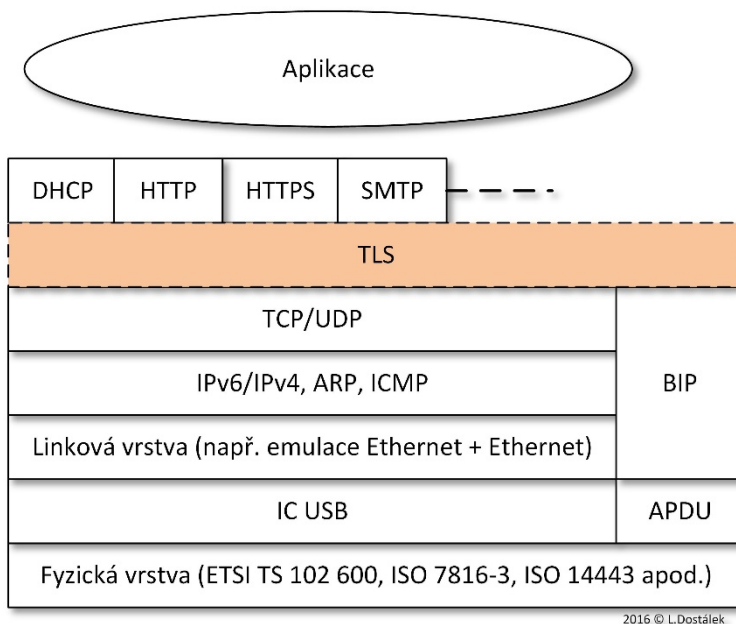 Aplikace
DHCP HTTP HTTPS SMTP
TLS
TCP/UDP
IPv6/IPv4, ARP, ICMP
BIP
Linková vrstva (např. emulace Ethernet + Ethernet)
IC USB APDU
Fyzická vrstva (ETSI TS 102 600, ISO 7816-3, ISO 14443 apod.)
2016 © L.Dostálek